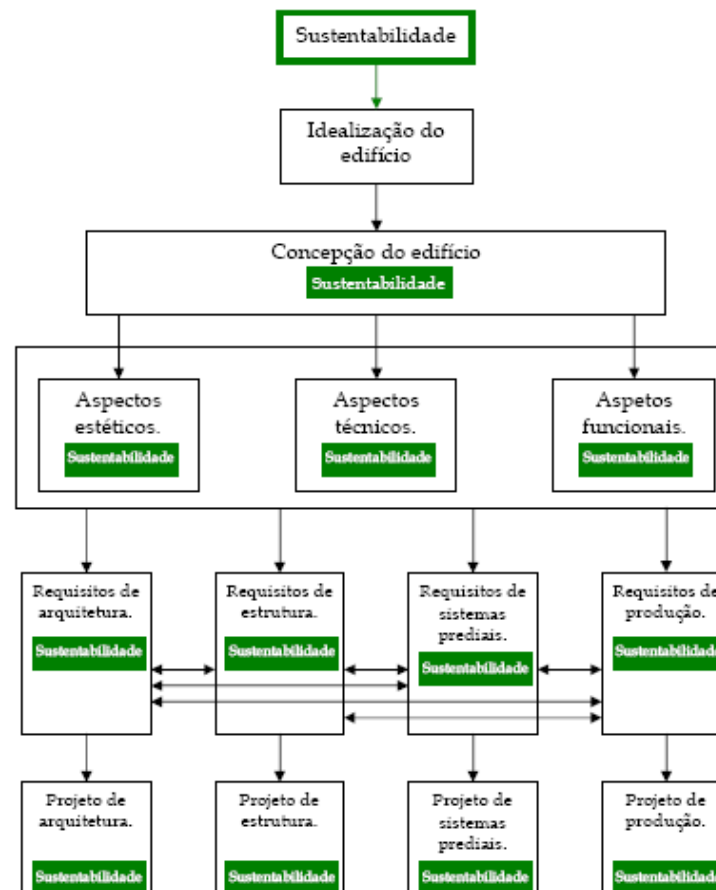 Sustentabilidade
Idealização do
edifício
Concepção do edifício
Sustentabilidade
Aspectos
estéticos.
Sustentabilidade
Aspectos
técnicos.
Sustentabilidade
Aspetos
funcionais.
Sustentabilidade
Requisitos de
arquitetura.
Sustentabilidade
Requisitos de
estrutura.
Sustentabilidade
Requisitos de
sistemas
prediais.
Sustentabilidade
Requisitos de
produção.
Sustentabilidade
Projeto de
arquitetura.
Sustentabilidade
Projeto de
estrutura.
Sustentabilidade
Projeto de
sistemas
prediais.
Sustentabilidade
Projeto de
produção.
Sustentabilidade